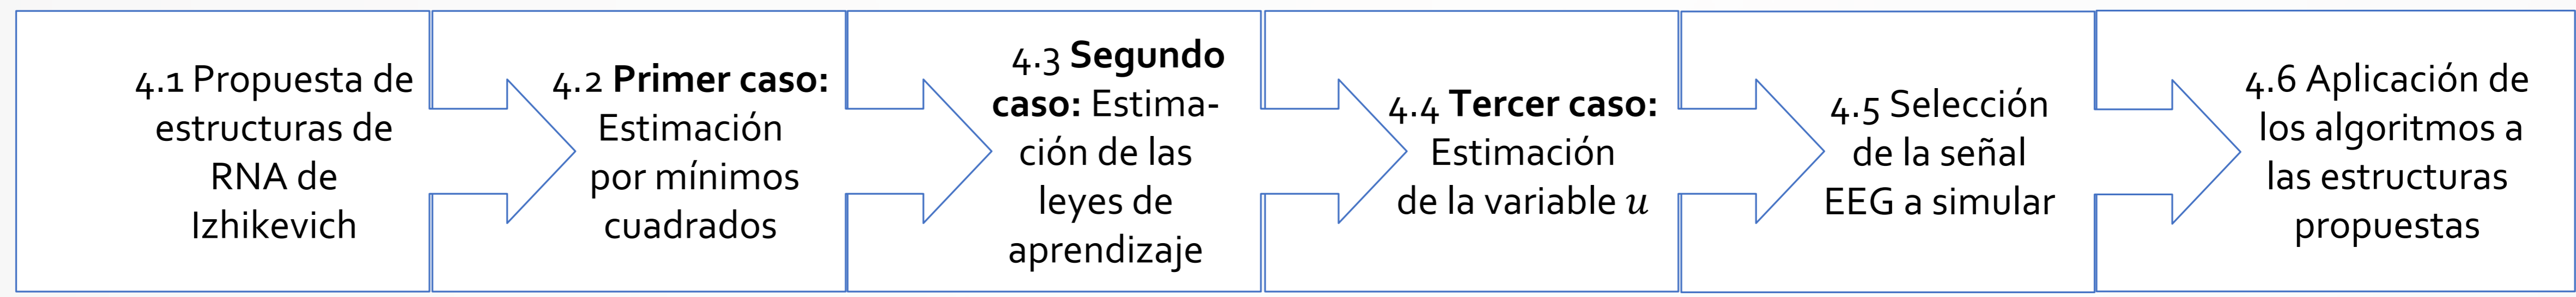 4.1 Propuesta de
estructuras de
RNA de
Izhikevich
4.2 Primer caso:
Estimación
por mínimos
cuadrados
4.3 Segundo
caso: Estima-
ción de las
leyes de
aprendizaje
4.4 Tercer caso:
Estimación
de la variable u
4.5 Selección
de la señal
EEG a simular
4.6 Aplicación de
los algoritmos a
las estructuras
propuestas